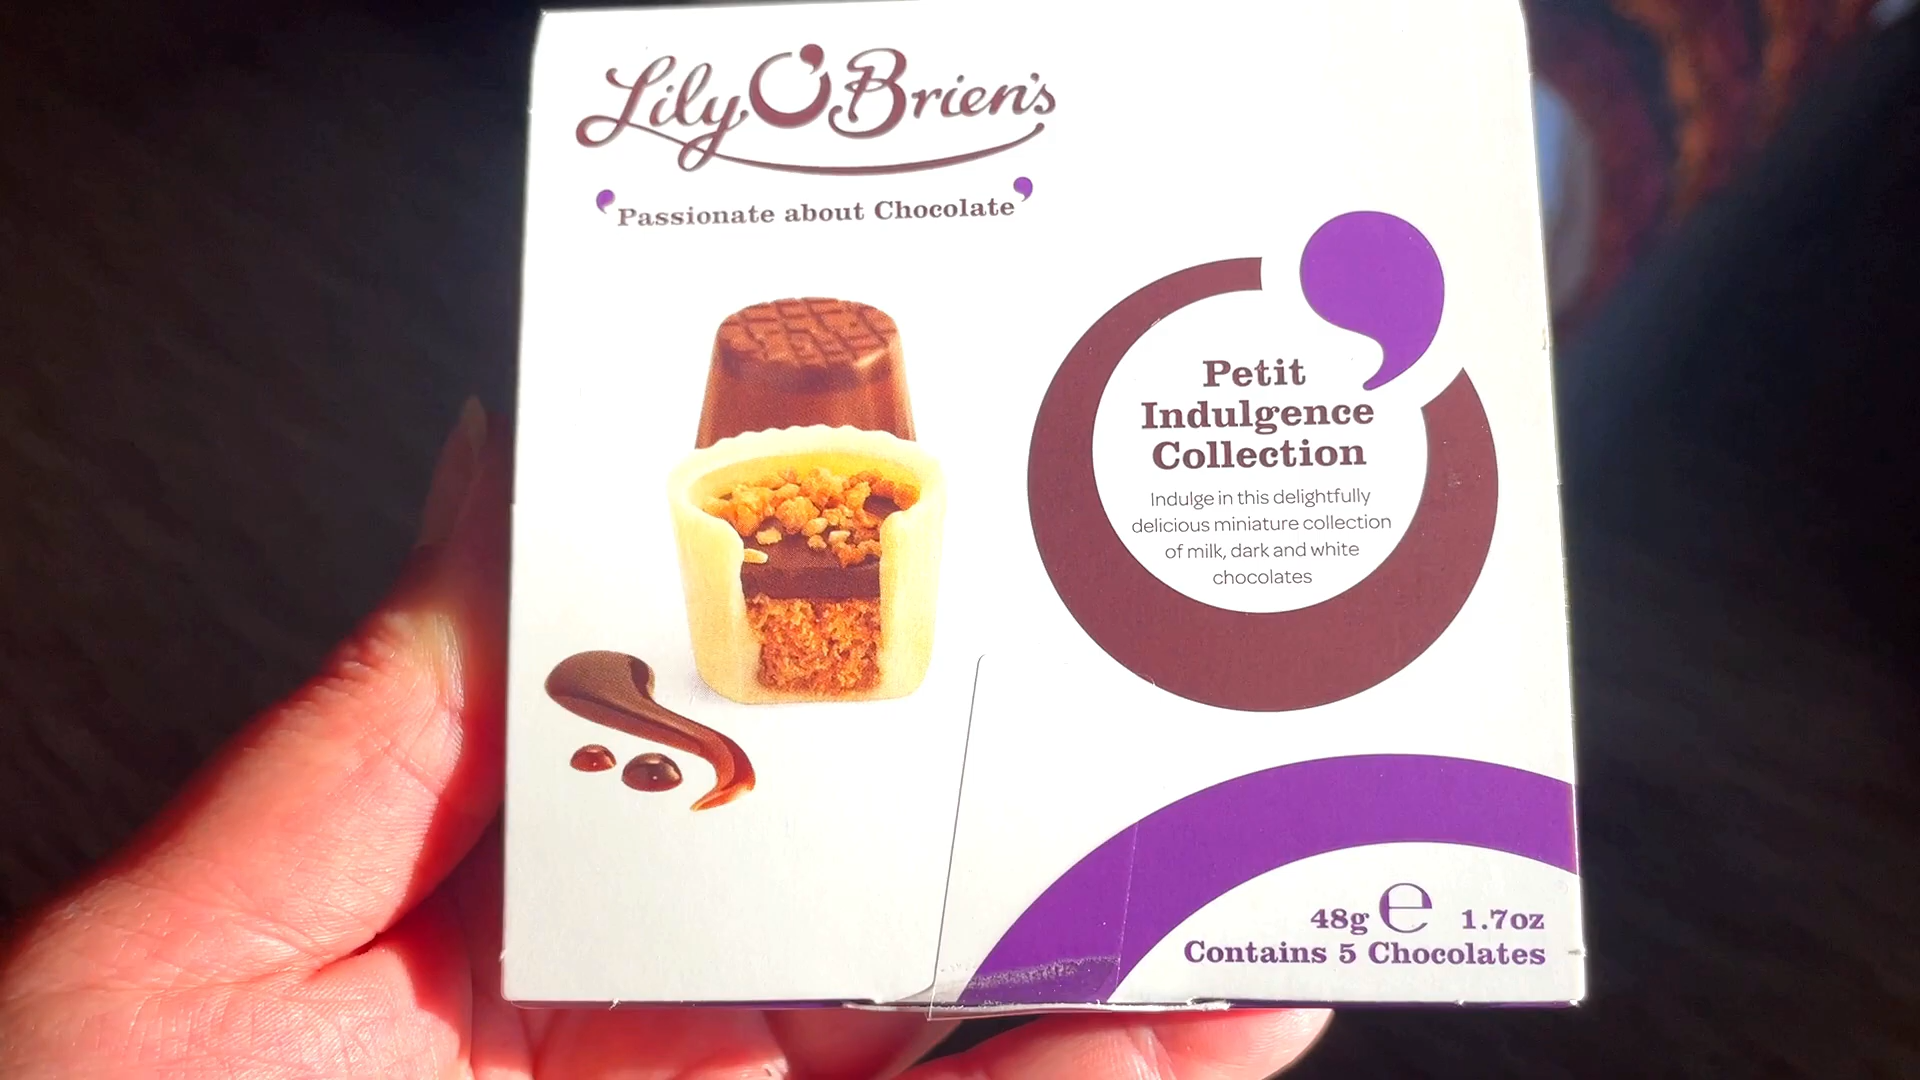 Lily O'Brien's
'Passionate about Chocolate'
Petit
Indulgence
Collection
Indulge in this delightfully
delicious miniature collection
of milk, dark and white
chocolates
48g ℮ 1.7oz
Contains 5 Chocolates